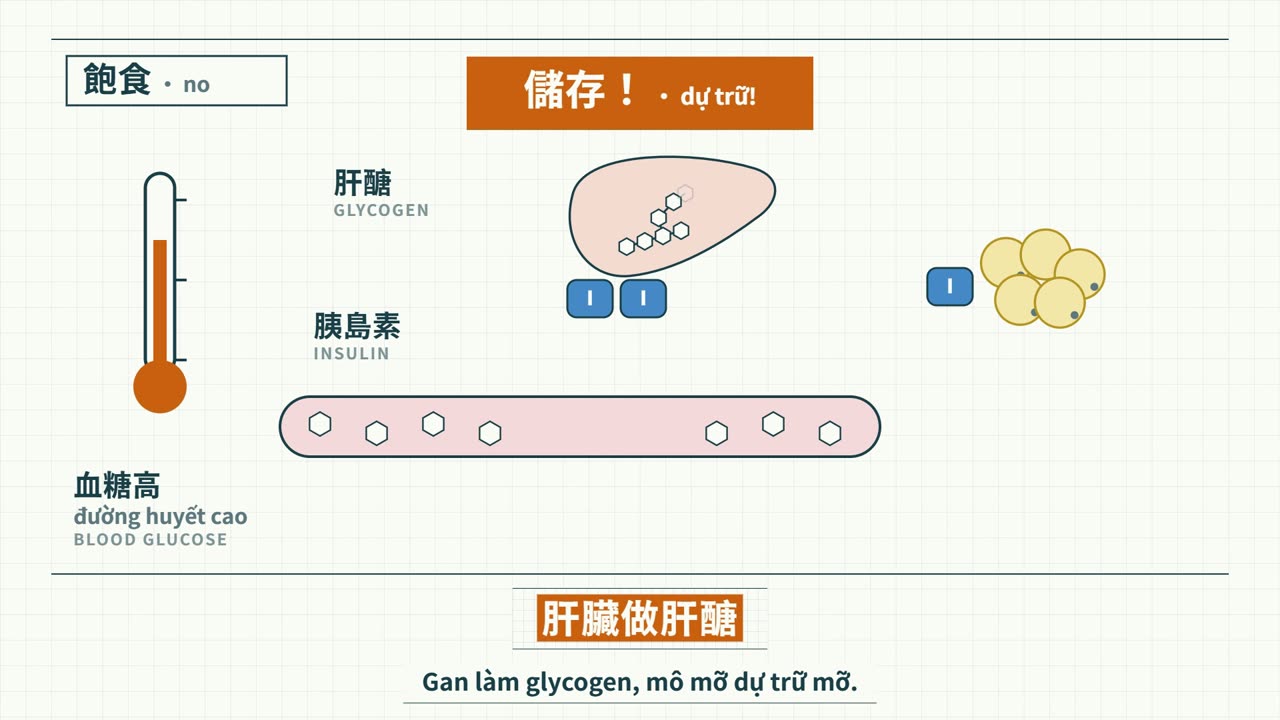 飽食 · no
儲存！ · dự trữ!
肝醣
GLYCOGEN
I I
I
胰島素
INSULIN
血糖高
đường huyết cao
BLOOD GLUCOSE
肝臟做肝醣
Gan làm glycogen, mô mỡ dự trữ mỡ.